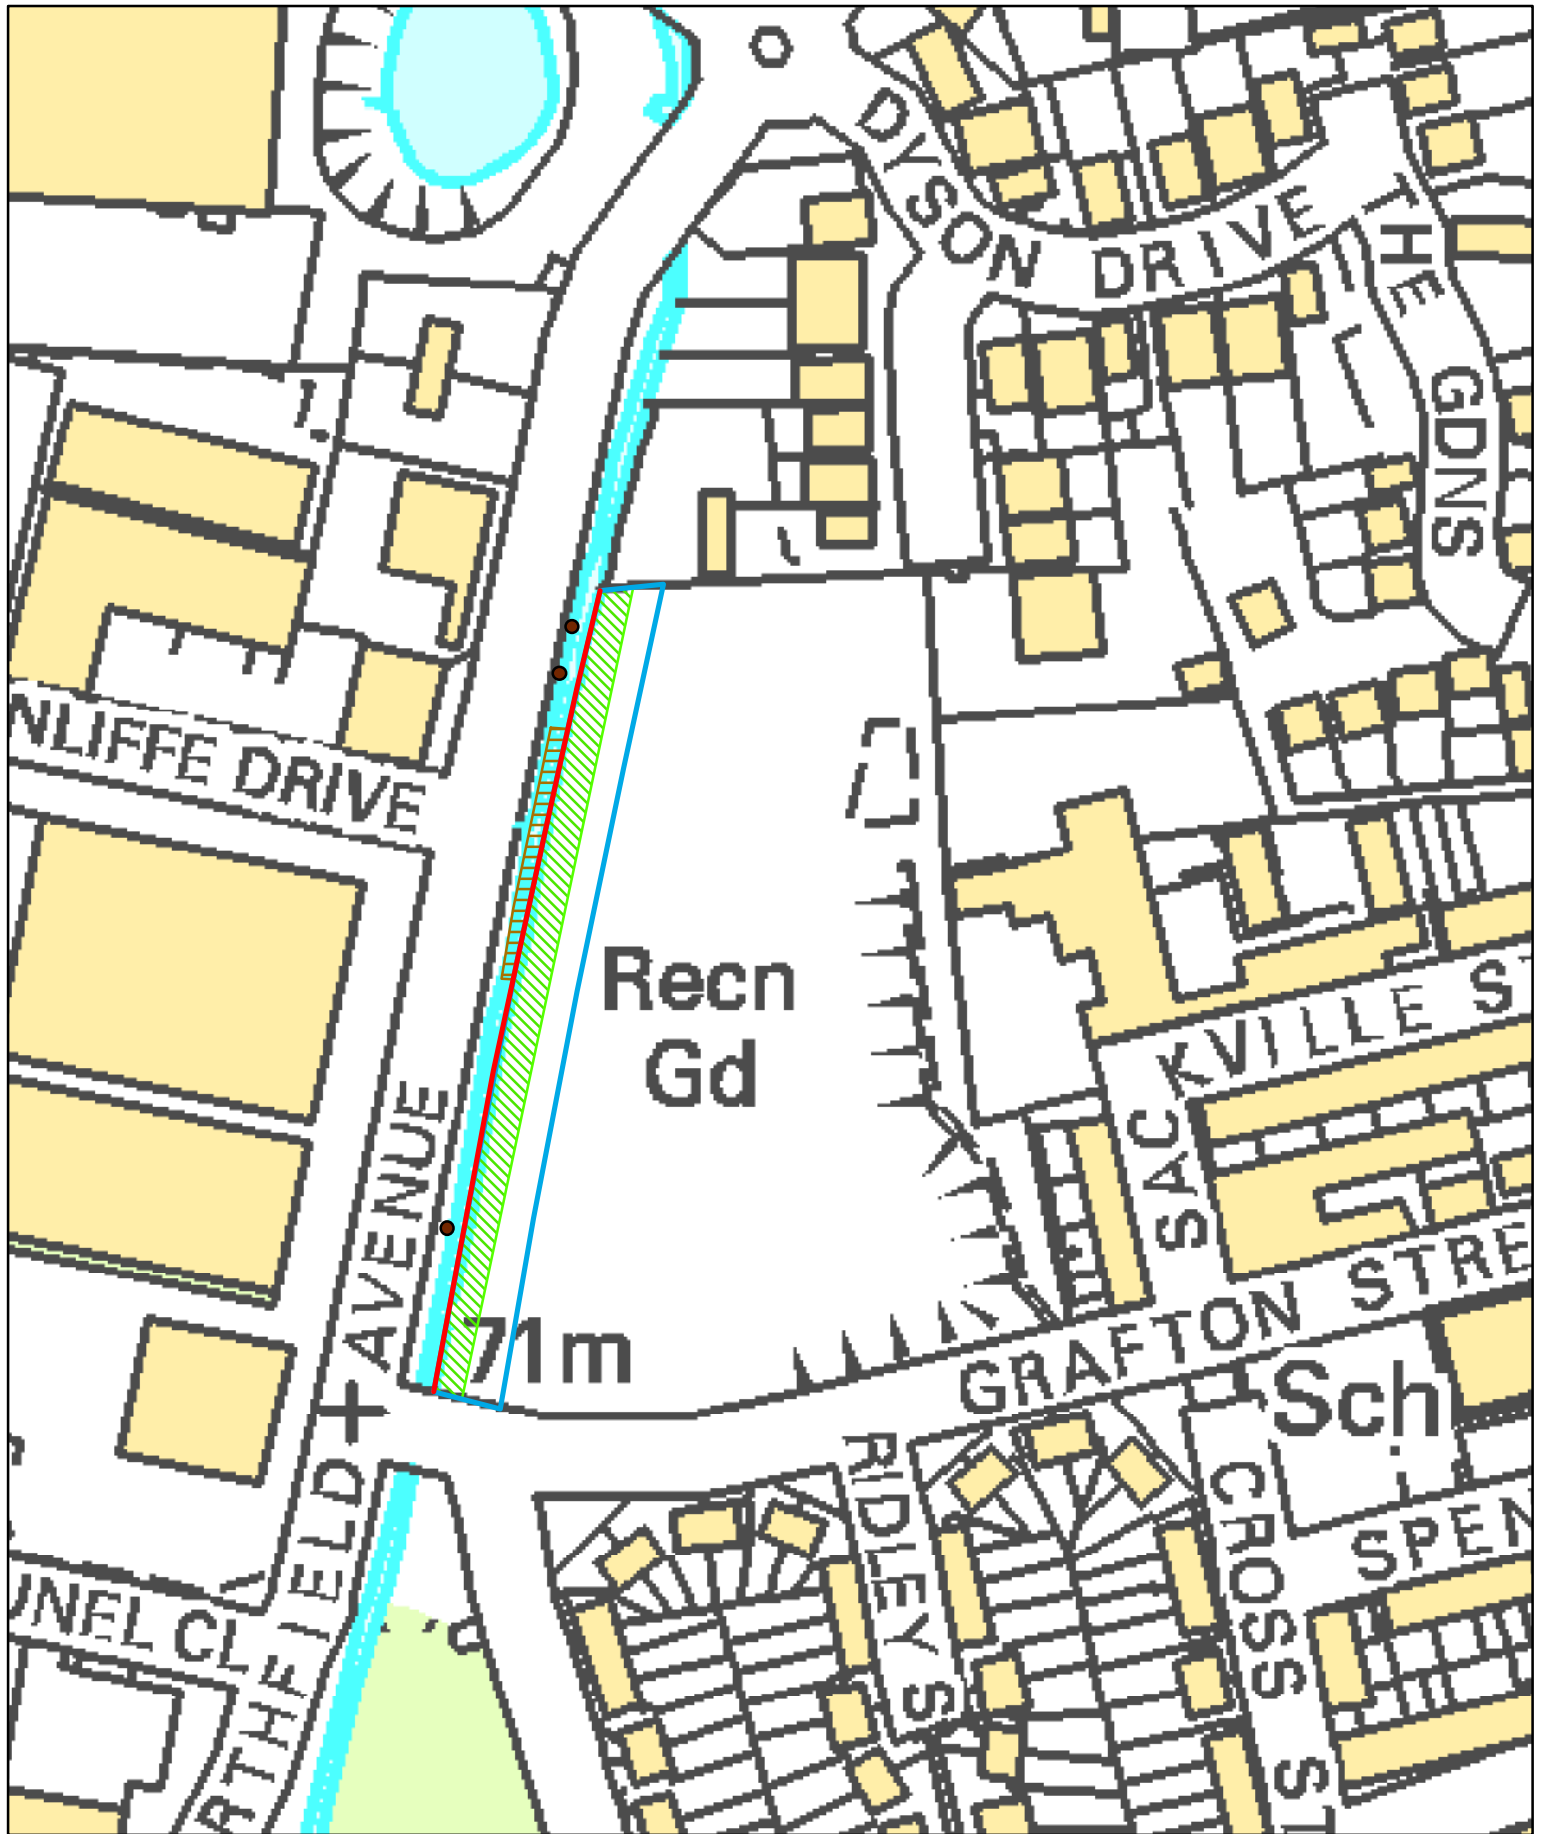 DYSON DRIVE
THE GDNS
NLIFFE DRIVE
Recn
Gd
SACKVILLE ST
AVENUE
71m
GRAFTON STRE
Sch
RTHFIELD
RIDLEY S
CROSS ST
SPEN
UNEL CL